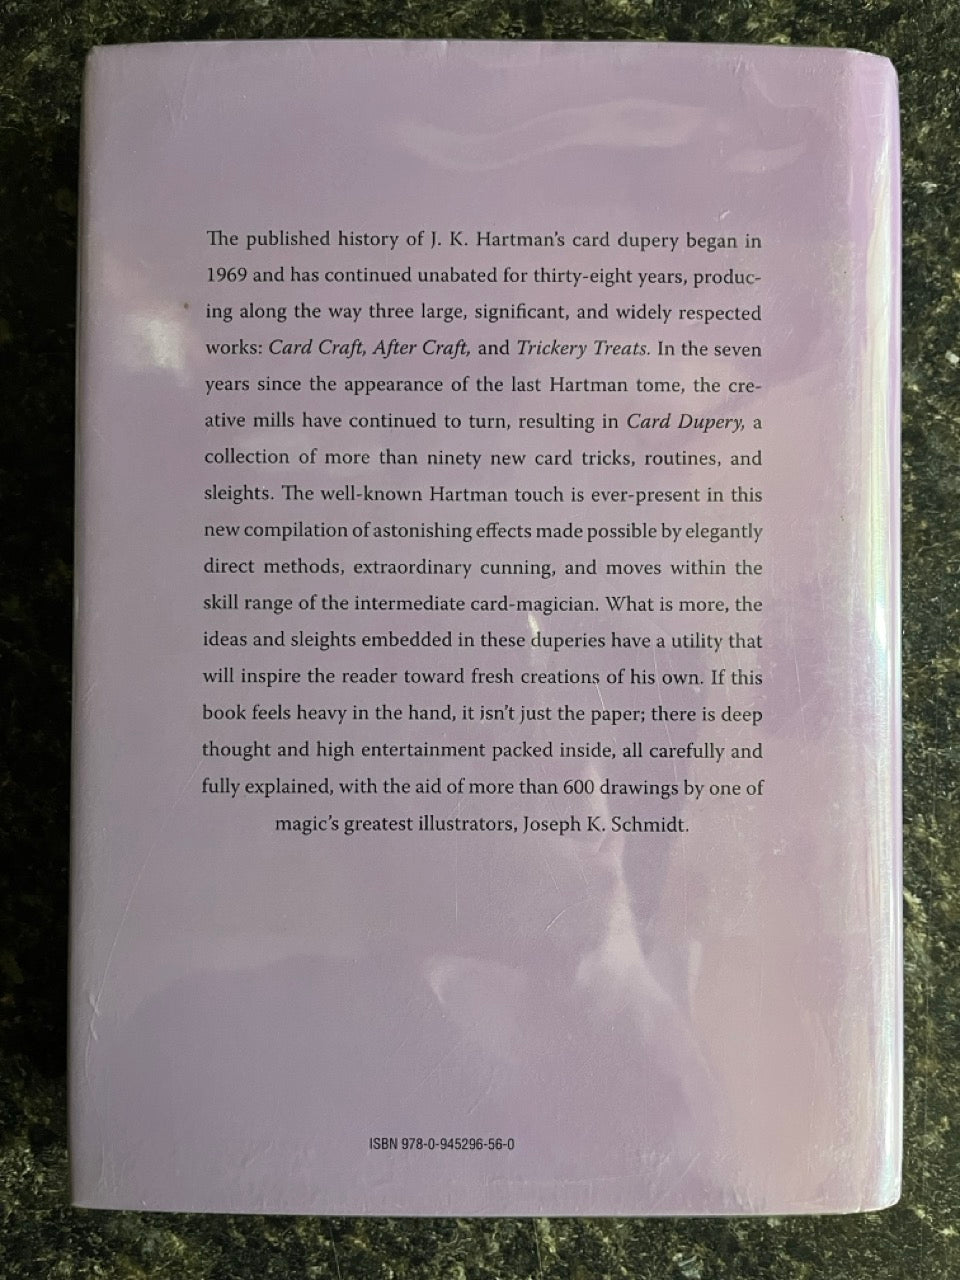 The published history of J. K. Hartman's card dupery began in
1969 and has continued unabated for thirty-eight years, produc-
ing along the way three large, significant, and widely respected
works: Card Craft, After Craft, and Trickery Treats. In the seven
years since the appearance of the last Hartman tome, the cre-
ative mills have continued to turn, resulting in Card Dupery, a
collection of more than ninety new card tricks, routines, and
sleights. The well-known Hartman touch is ever-present in this
new compilation of astonishing effects made possible by elegantly
direct methods, extraordinary cunning, and moves within the
skill range of the intermediate card-magician. What is more, the
ideas and sleights embedded in these duperies have a utility that
will inspire the reader toward fresh creations of his own. If this
book feels heavy in the hand, it isn't just the paper; there is deep
thought and high entertainment packed inside, all carefully and
fully explained, with the aid of more than 600 drawings by one of
magic's greatest illustrators, Joseph K. Schmidt.
ISBN 978-0-945296-56-0